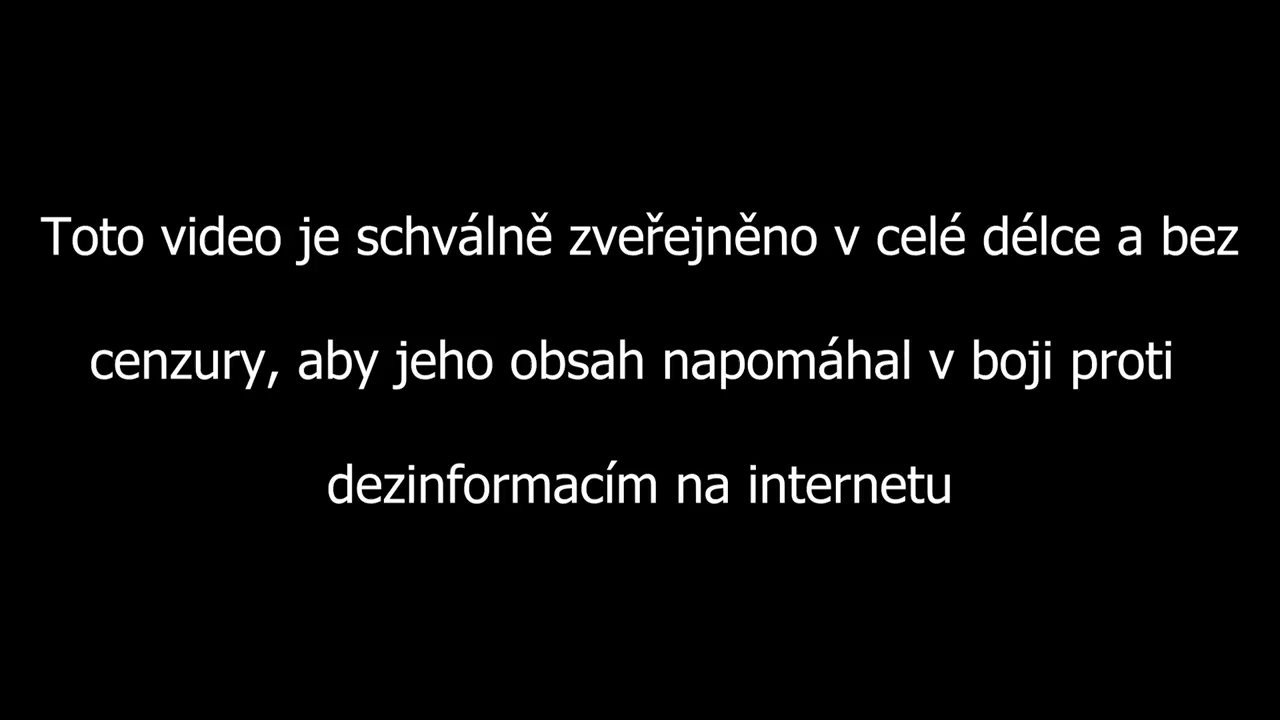 Toto video je schválně zveřejněno v celé délce a bez
cenzury, aby jeho obsah napomáhal v boji proti
dezinformacím na internetu